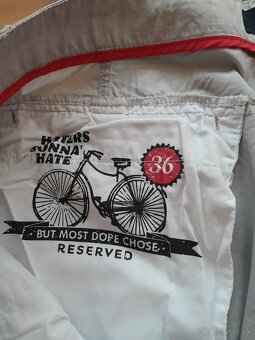 HATERS
GONNA
HATE
36
BUT MOST DOPE CHOSE
RESERVED